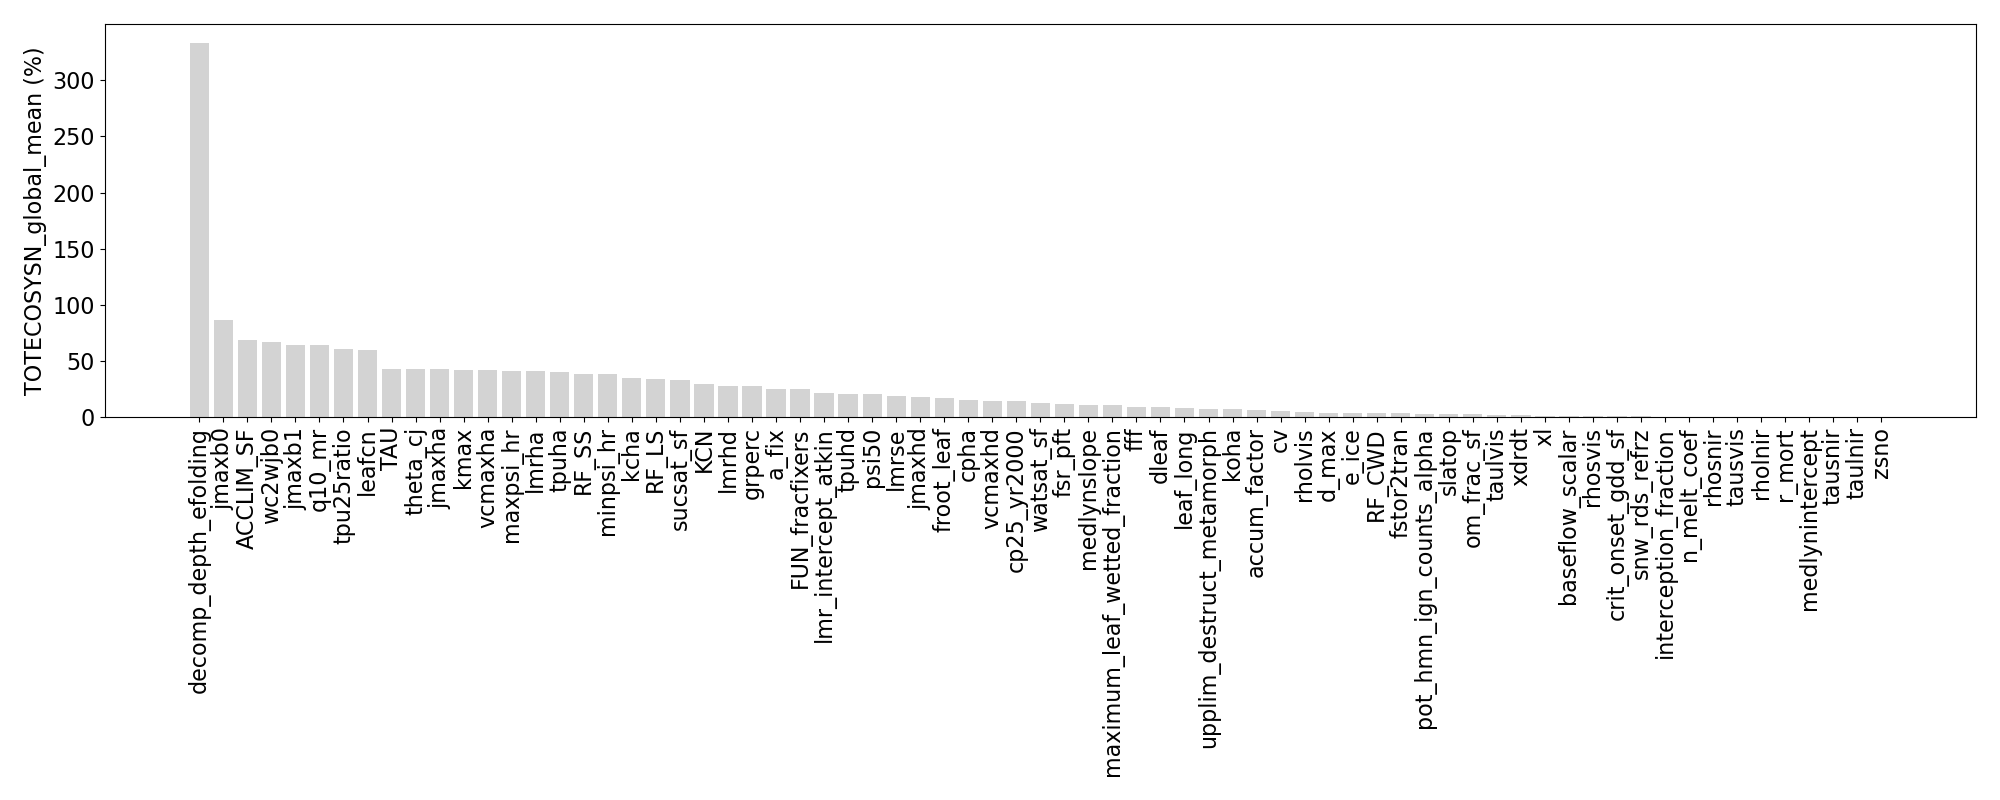 TOTECOSYSN_global_mean (%)
300
250
200
150
100
50
0
decomp_depth_efolding
jmaxb0
ACCLIM_SF
wc2wjb0
jmaxb1
q10_mr
tpu25ratio
leafcn
TAU
theta_cj
jmaxha
kmax
vcmaxha
maxpsi_hr
lmrha
tpuha
RF_SS
minpsi_hr
kcha
RF_LS
sucsat_sf
KCN
lmrhd
grperc
a_fix
FUN_fracfixers
lmr_intercept_atkin
tpuhd
psi50
lmrse
jmaxhd
froot_leaf
cpha
vcmaxhd
cp25_yr2000
watsat_sf
fsr_pft
medlynslope
maximum_leaf_wetted_fraction
fff
dleaf
leaf_long
upplim_destruct_metamorph
koha
accum_factor
cv
rholvis
d_max
e_ice
RF_CWD
fstor2tran
pot_hmn_ign_counts_alpha
slatop
om_frac_sf
taulvis
xdrdt
xl
baseflow_scalar
rhosvis
crit_onset_gdd_sf
snw_rds_refrz
interception_fraction
n_melt_coef
rhosnir
tausvis
rholnir
r_mort
medlynintercept
tausnir
taulnir
zsno